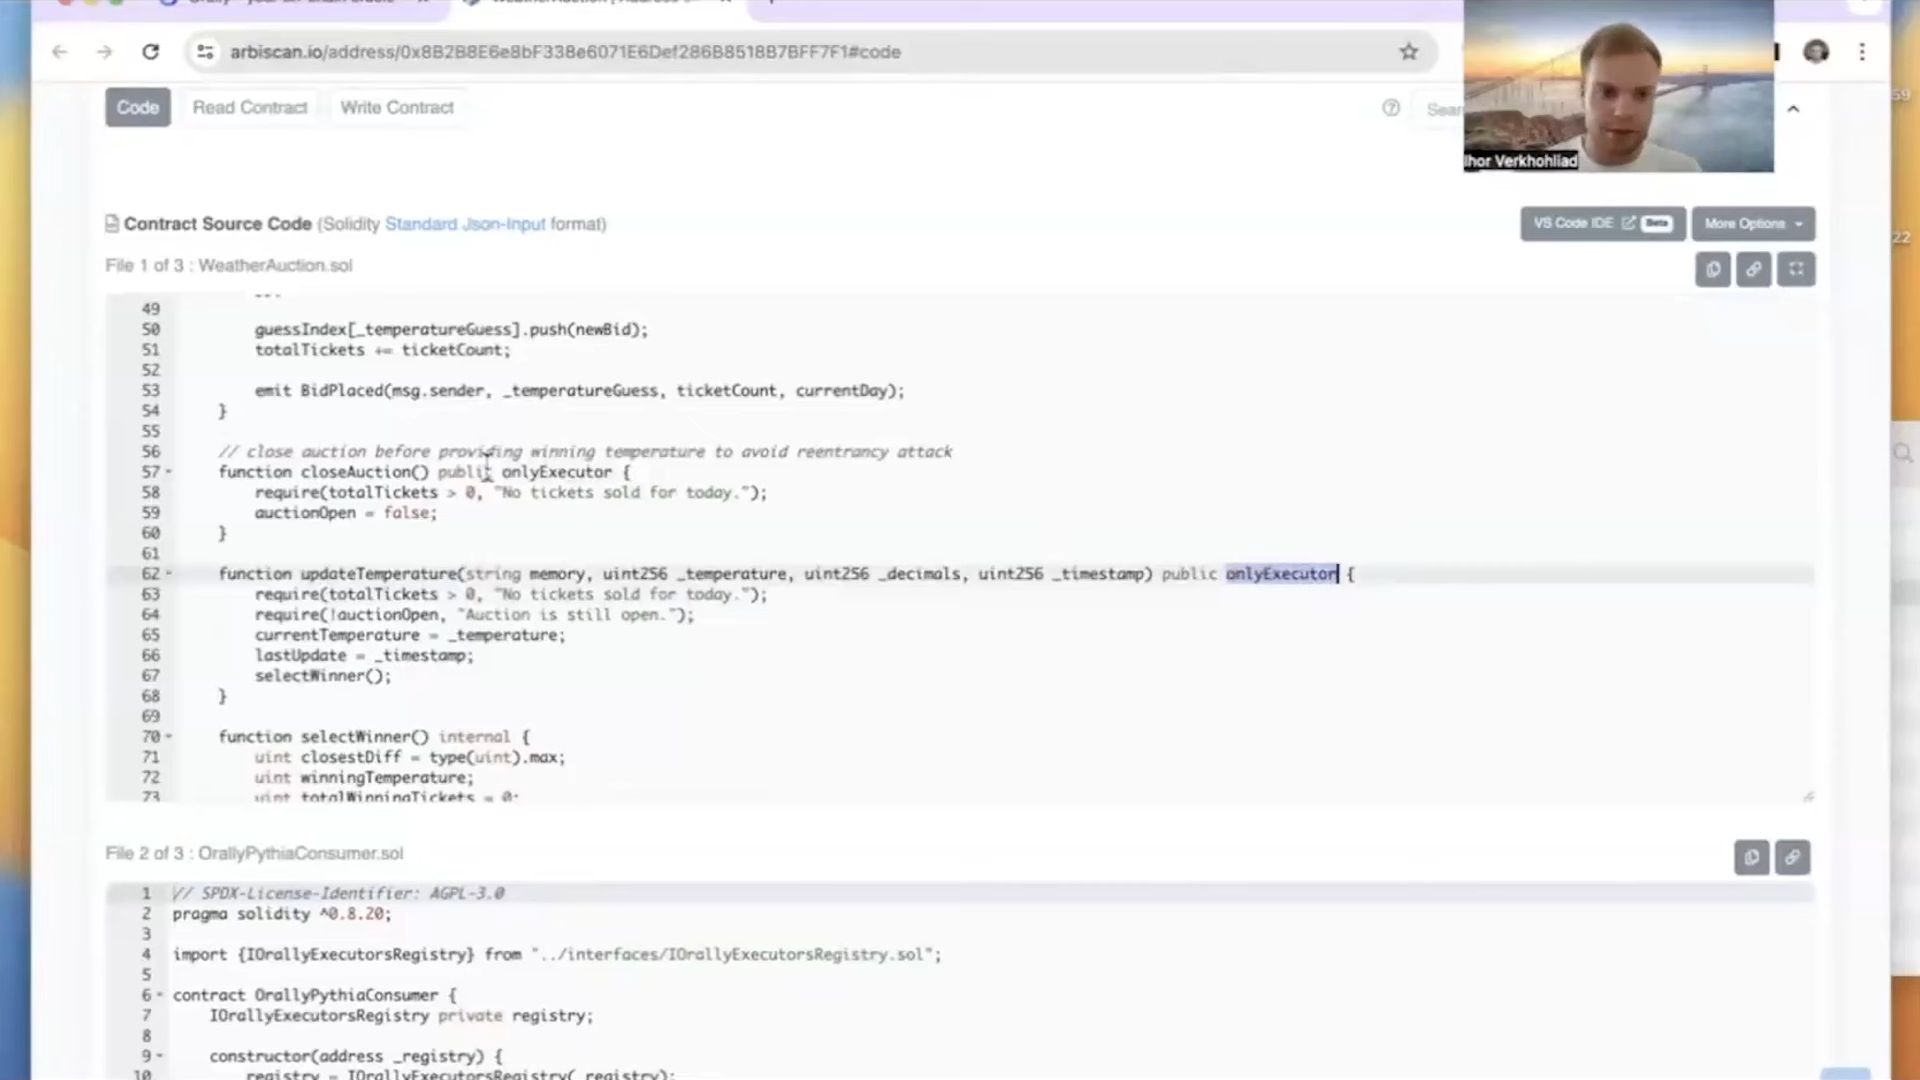 arbiscan.io/address/0x8B2B8E6e8bF338e6071E6Def286B8518B7BFF7F1#code
59
Code
Read Contract
Write Contract
Sear
Ihor Verkhohliad
Contract Source Code (Solidity Standard Json-Input format)
VS Code IDE
Beta
More Options
22
File 1 of 3 : WeatherAuction.sol
49
50 guessIndex[_temperatureGuess].push(newBid);
51 totalTickets += ticketCount;
52
53 emit BidPlaced(msg.sender, _temperatureGuess, ticketCount, currentDay);
54 }
55
56 // close auction before providing winning temperature to avoid reentrancy attack
57 function closeAuction() public onlyExecutor {
58 require(totalTickets > 0, "No tickets sold for today.");
59 auctionOpen = false;
60 }
61
62 function updateTemperature(string memory, uint256 _temperature, uint256 _decimals, uint256 _timestamp) public onlyExecutor {
63 require(totalTickets > 0, "No tickets sold for today.");
64 require(!auctionOpen, "Auction is still open.");
65 currentTemperature = _temperature;
66 lastUpdate = _timestamp;
67 selectWinner();
68 }
69
70 function selectWinner() internal {
71 uint closestDiff = type(uint).max;
72 uint winningTemperature;
73 uint totalWinningTickets = 0;
File 2 of 3 : OrallyPythiaConsumer.sol
1 // SPDX-License-Identifier: AGPL-3.0
2 pragma solidity ^0.8.20;
3
4 import {IOrallyExecutorsRegistry} from "../interfaces/IOrallyExecutorsRegistry.sol";
5
6 contract OrallyPythiaConsumer {
7 IOrallyExecutorsRegistry private registry;
8
9 constructor(address _registry) {
10 registry = IOrallyExecutorsRegistry(_registry);